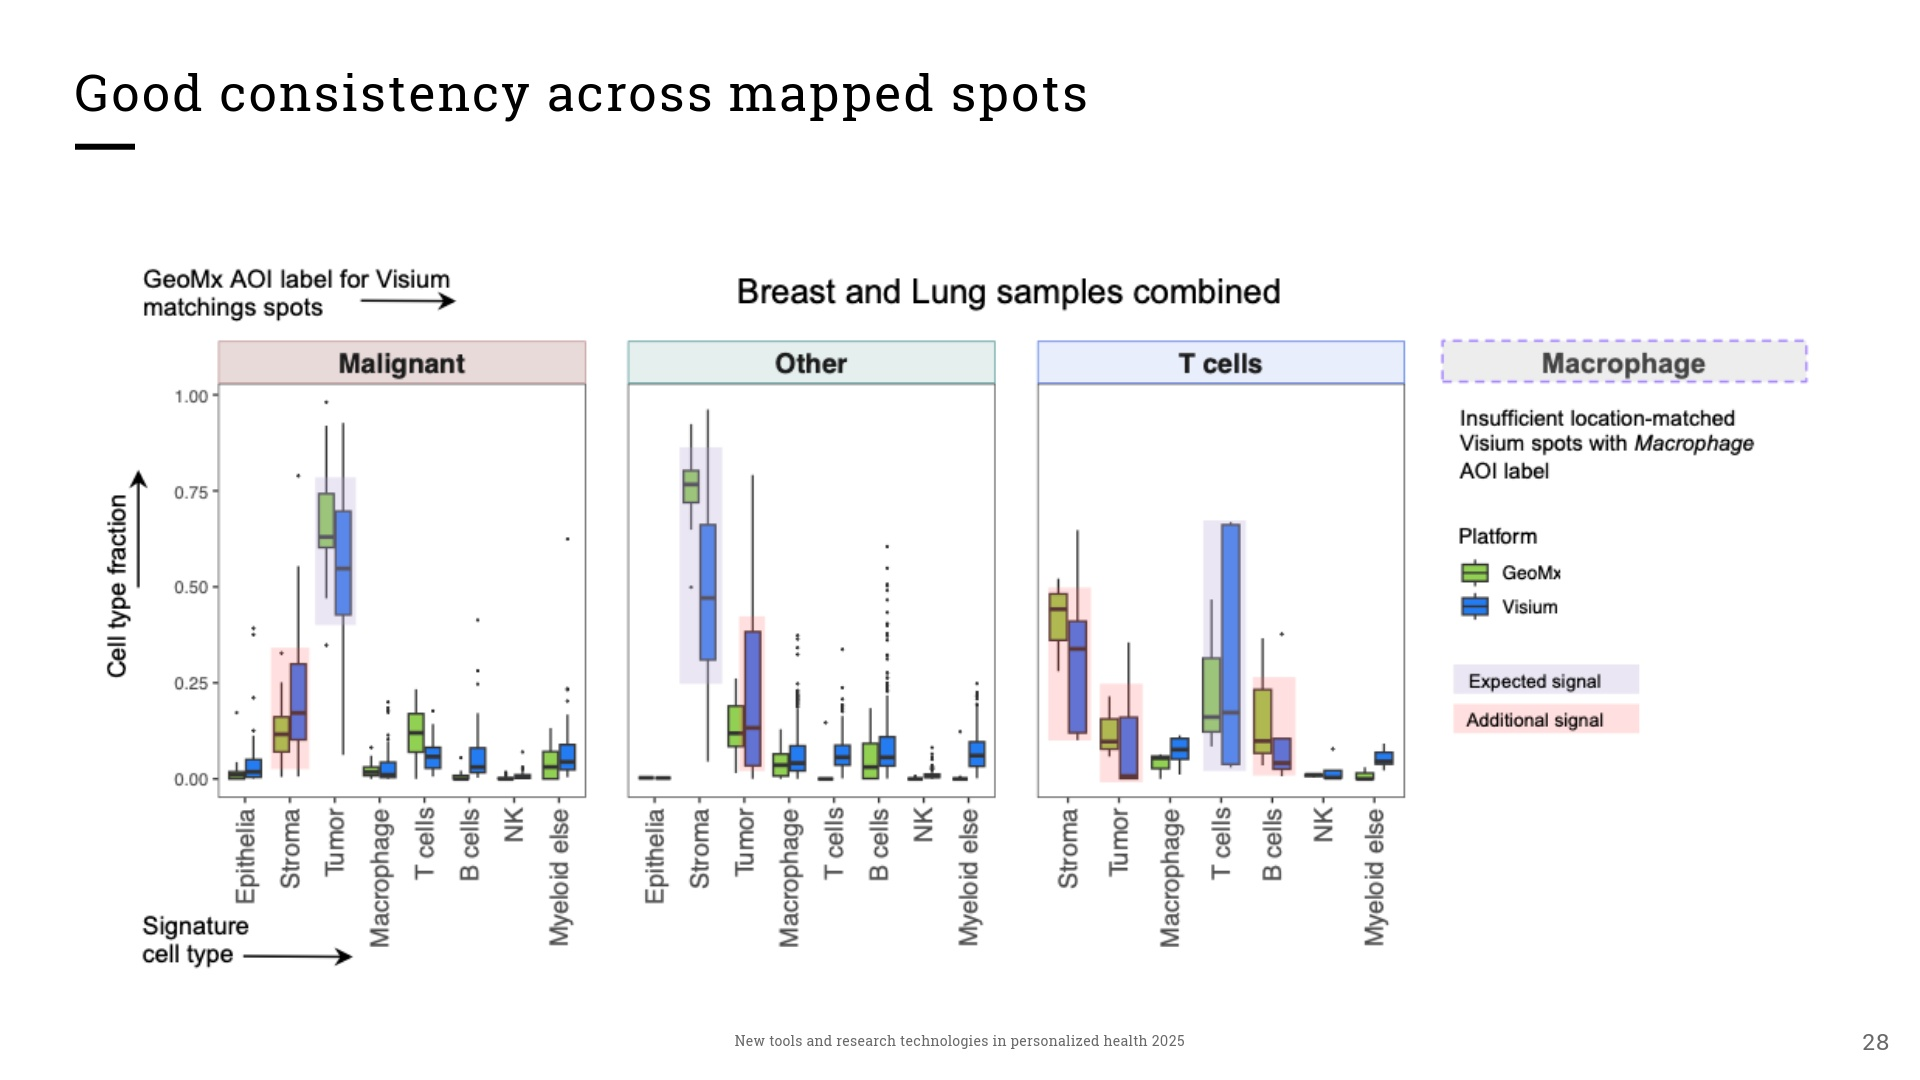 Good consistency across mapped spots
GeoMx AOI label for Visium
matchings spots
Breast and Lung samples combined
Malignant
Other
T cells
Macrophage
1.00
0.75
0.50
0.25
0.00
Cell type fraction
Insufficient location-matched
Visium spots with Macrophage
AOI label
Platform
GeoMx
Visium
Expected signal
Additional signal
Epithelia
Stroma
Tumor
Macrophage
T cells
B cells
NK
Myeloid else
Epithelia
Stroma
Tumor
Macrophage
T cells
B cells
NK
Myeloid else
Stroma
Tumor
Macrophage
T cells
B cells
NK
Myeloid else
Signature
cell type
New tools and research technologies in personalized health 2025
28